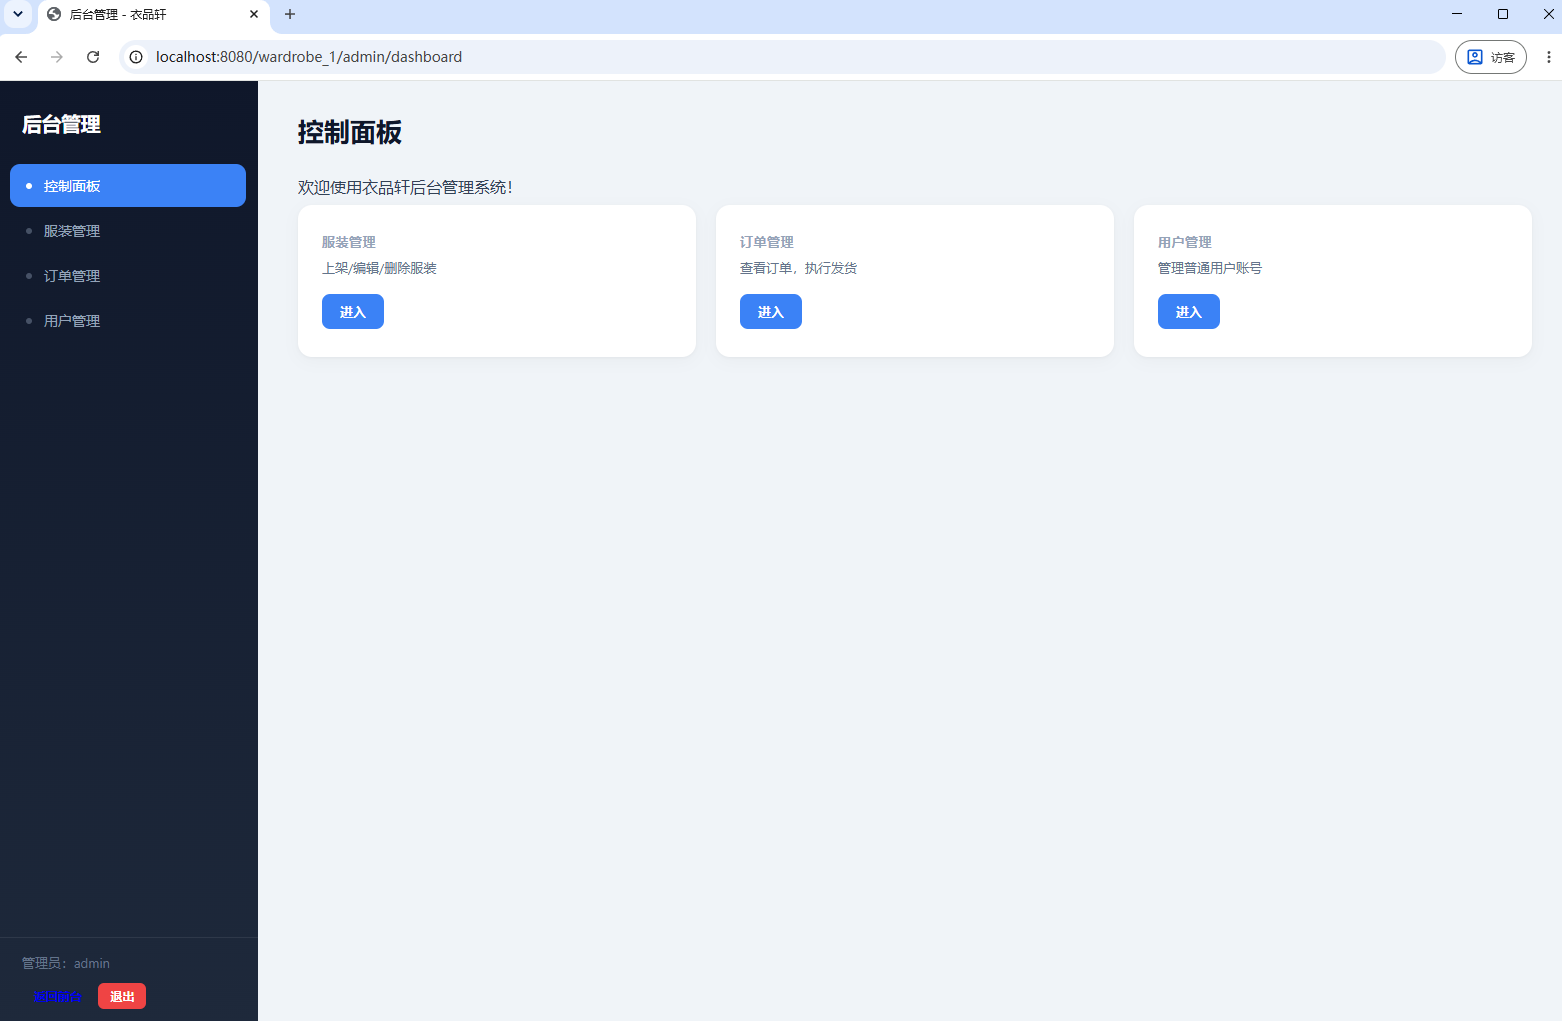 后台管理 - 衣品轩
localhost:8080/wardrobe_1/admin/dashboard
访客
后台管理
控制面板
服装管理
订单管理
用户管理
管理员：admin
返回前台
退出
控制面板
欢迎使用衣品轩后台管理系统！
服装管理
上架/编辑/删除服装
进入
订单管理
查看订单，执行发货
进入
用户管理
管理普通用户账号
进入